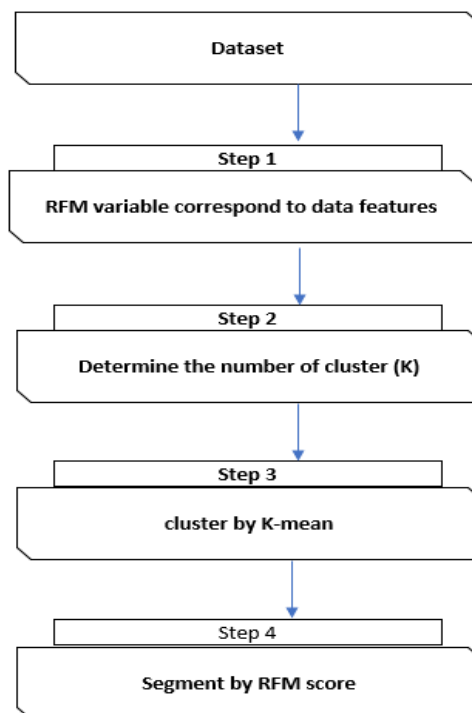 Dataset
Step 1
RFM variable correspond to data features
Step 2
Determine the number of cluster (K)
Step 3
cluster by K-mean
Step 4
Segment by RFM score